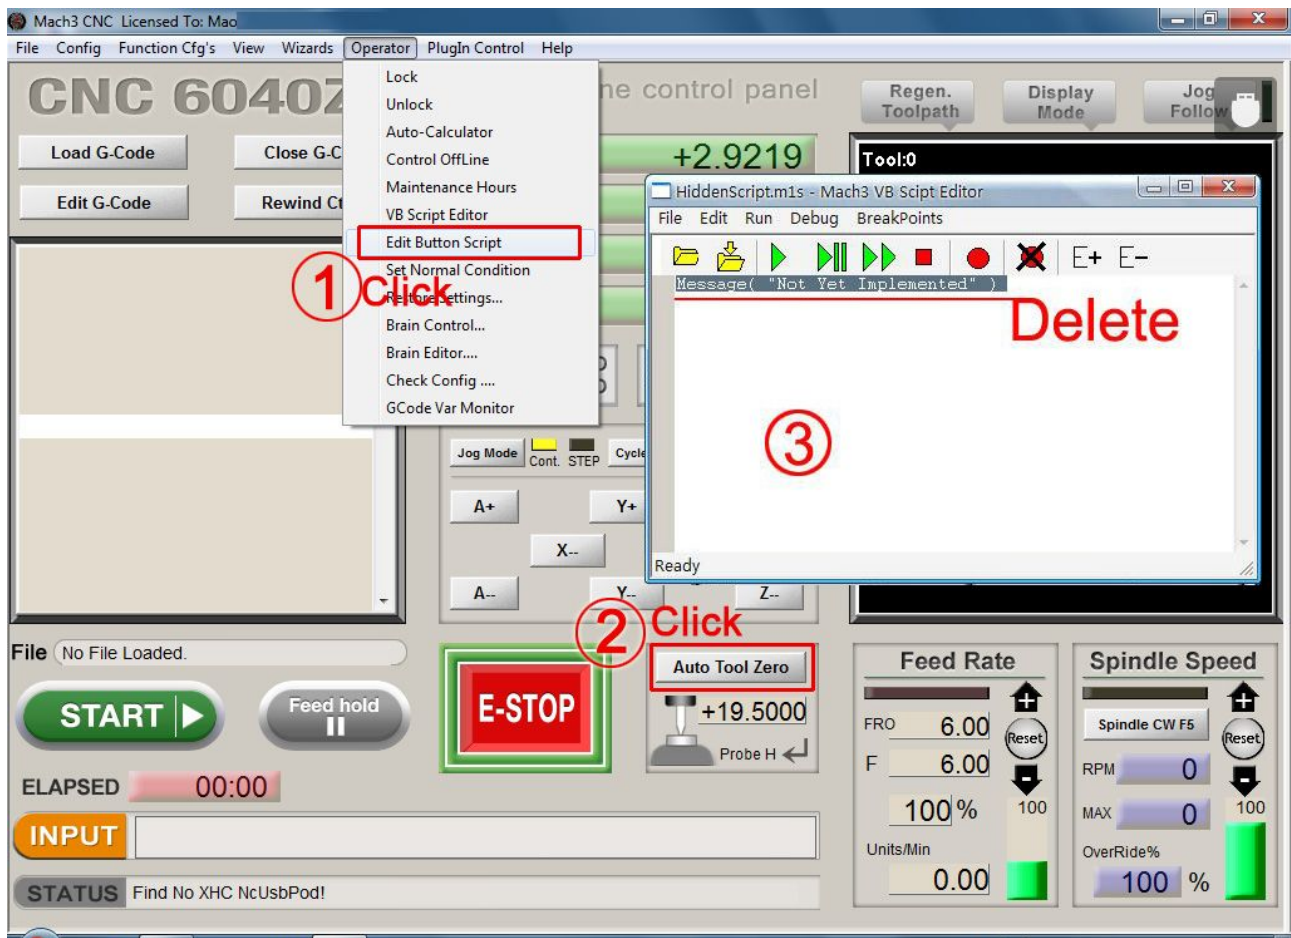 Mach3 CNC Licensed To: Mao
File Config Function Cfg's View Wizards Operator PlugIn Control Help
CNC 6040Z
ne control panel
Regen. Toolpath
Display Mode
Jog Follow
Load G-Code
Close G-C
Edit G-Code
Rewind Ct
Lock
Unlock
Auto-Calculator
Control OffLine
Maintenance Hours
VB Script Editor
Edit Button Script
Set Normal Condition
Restore Settings...
Brain Control...
Brain Editor....
Check Config ....
GCode Var Monitor
1 Click
+2.9219
Tool:0
HiddenScript.m1s - Mach3 VB Scipt Editor
File Edit Run Debug BreakPoints
E+ E-
Message( "Not Yet Implemented" )
Delete
3
Ready
Jog Mode
Cont. STEP
Cycle
A+
Y+
X--
A--
Y--
Z--
2 Click
File No File Loaded.
START
Feed hold
E-STOP
Auto Tool Zero
+19.5000
Probe H
ELAPSED 00:00
INPUT
STATUS Find No XHC NcUsbPod!
Feed Rate
FRO 6.00
Reset
F 6.00
100 %
100
Units/Min
0.00
Spindle Speed
Spindle CW F5
Reset
RPM 0
MAX 0
100
OverRide%
100 %